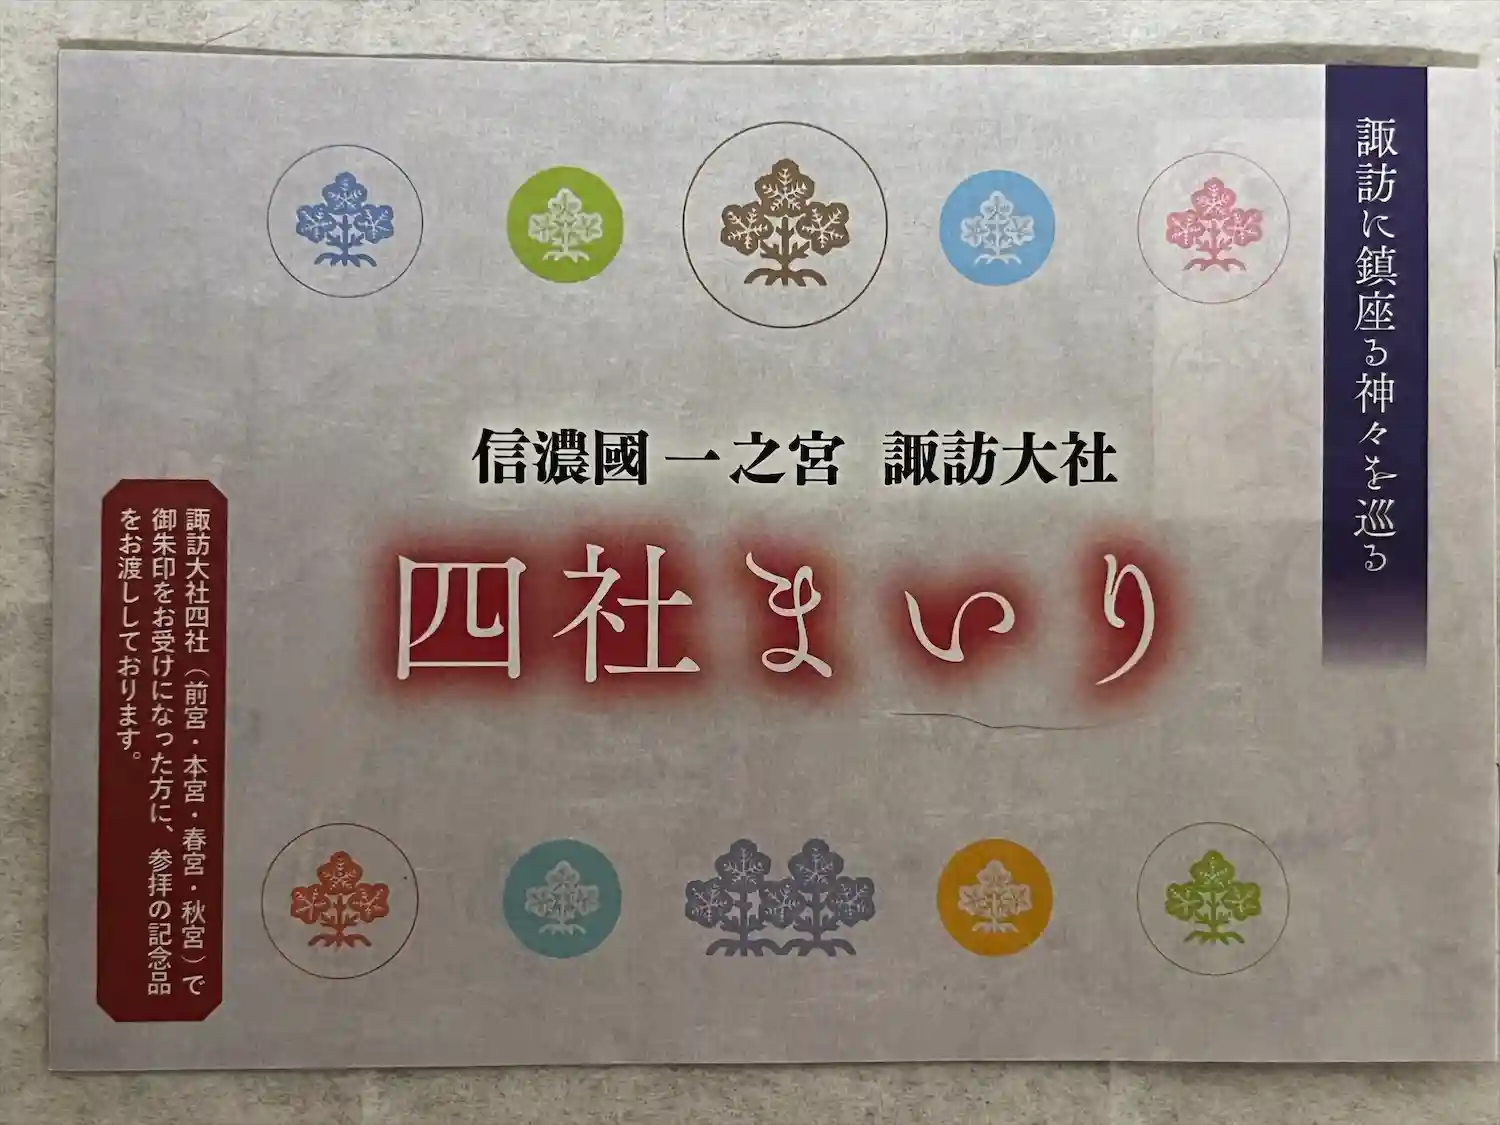 諏訪に鎮座る神々を巡る
信濃國一之宮 諏訪大社
四社まいり
諏訪大社四社（前宮・本宮・春宮・秋宮）で
御朱印をお受けになった方に、参拝の記念品
をお渡ししております。